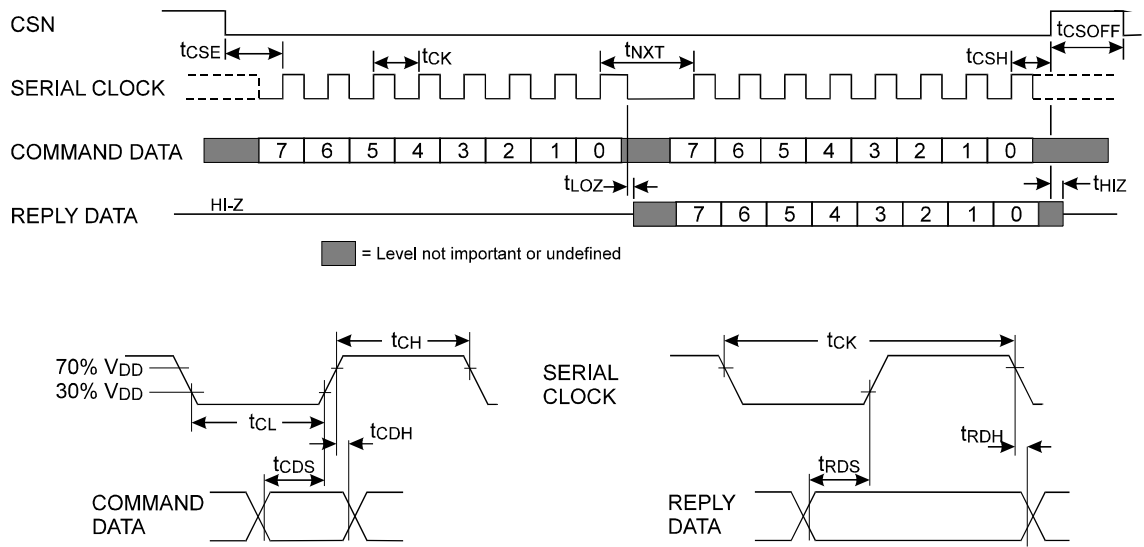 CSN
tCSE
tCK
tNXT
tCSH
tCSOFF
SERIAL CLOCK
COMMAND DATA
7 6 5 4 3 2 1 0 7 6 5 4 3 2 1 0
tLOZ
tHIZ
REPLY DATA
HI-Z
7 6 5 4 3 2 1 0
= Level not important or undefined
tCH
tCK
70% VDD
30% VDD
SERIAL
CLOCK
tCL
tCDH
tRDH
tCDS
tRDS
COMMAND
DATA
REPLY
DATA